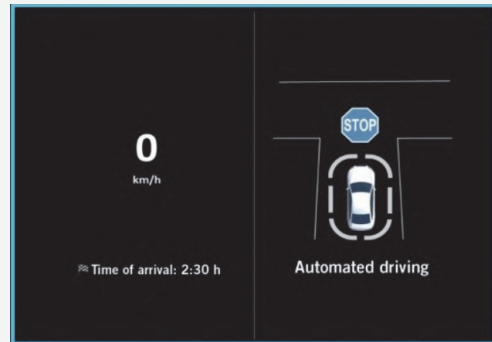 0
km/h
Time of arrival: 2:30 h
STOP
Automated driving